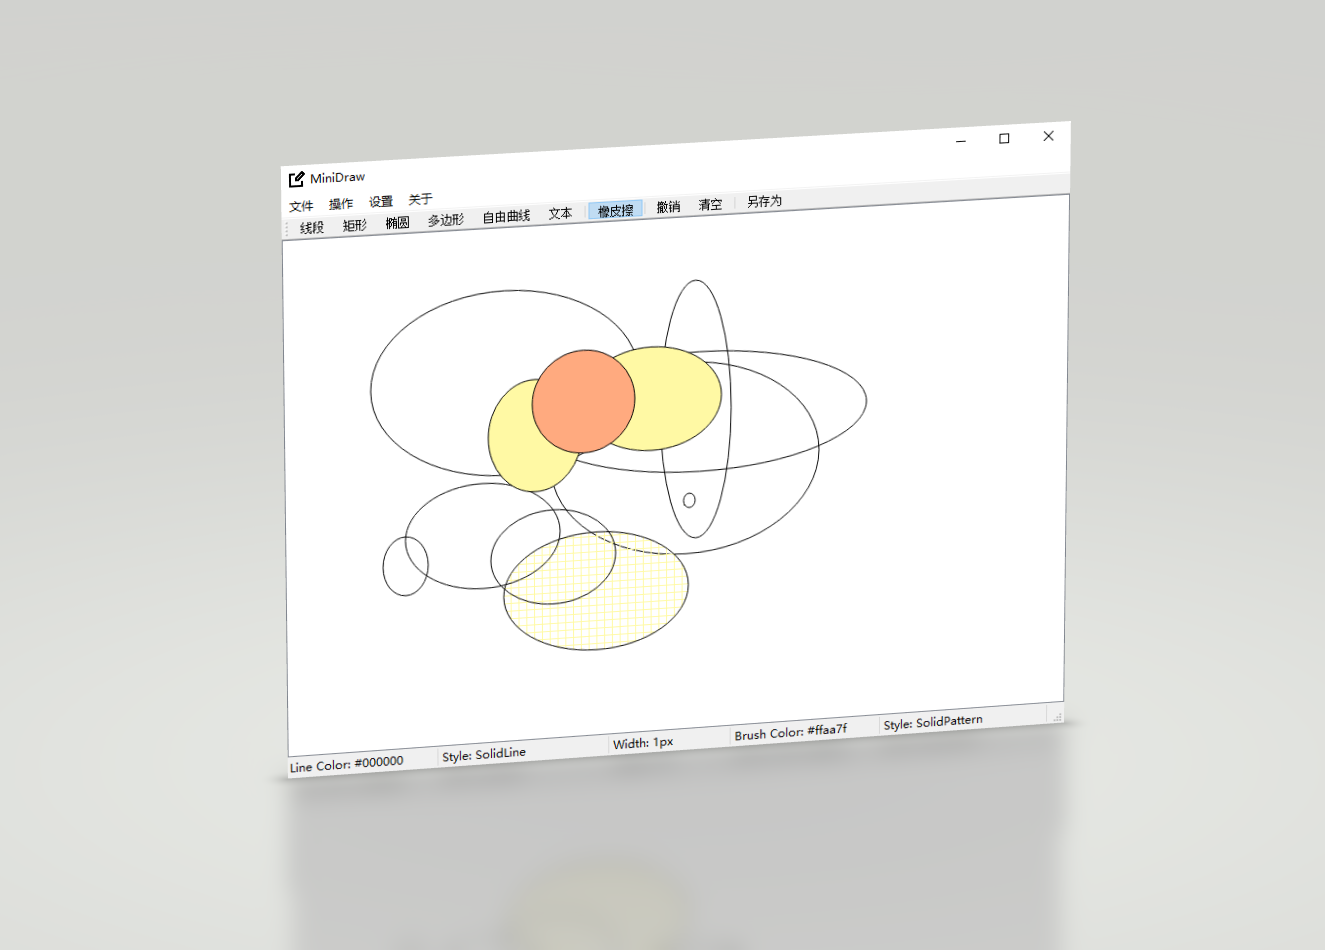 MiniDraw
文件 操作 设置 关于
线段 矩形 椭圆 多边形 自由曲线 文本 橡皮擦 撤销 清空 另存为
Line Color: #000000 Style: SolidLine Width: 1px Brush Color: #ffaa7f Style: SolidPattern